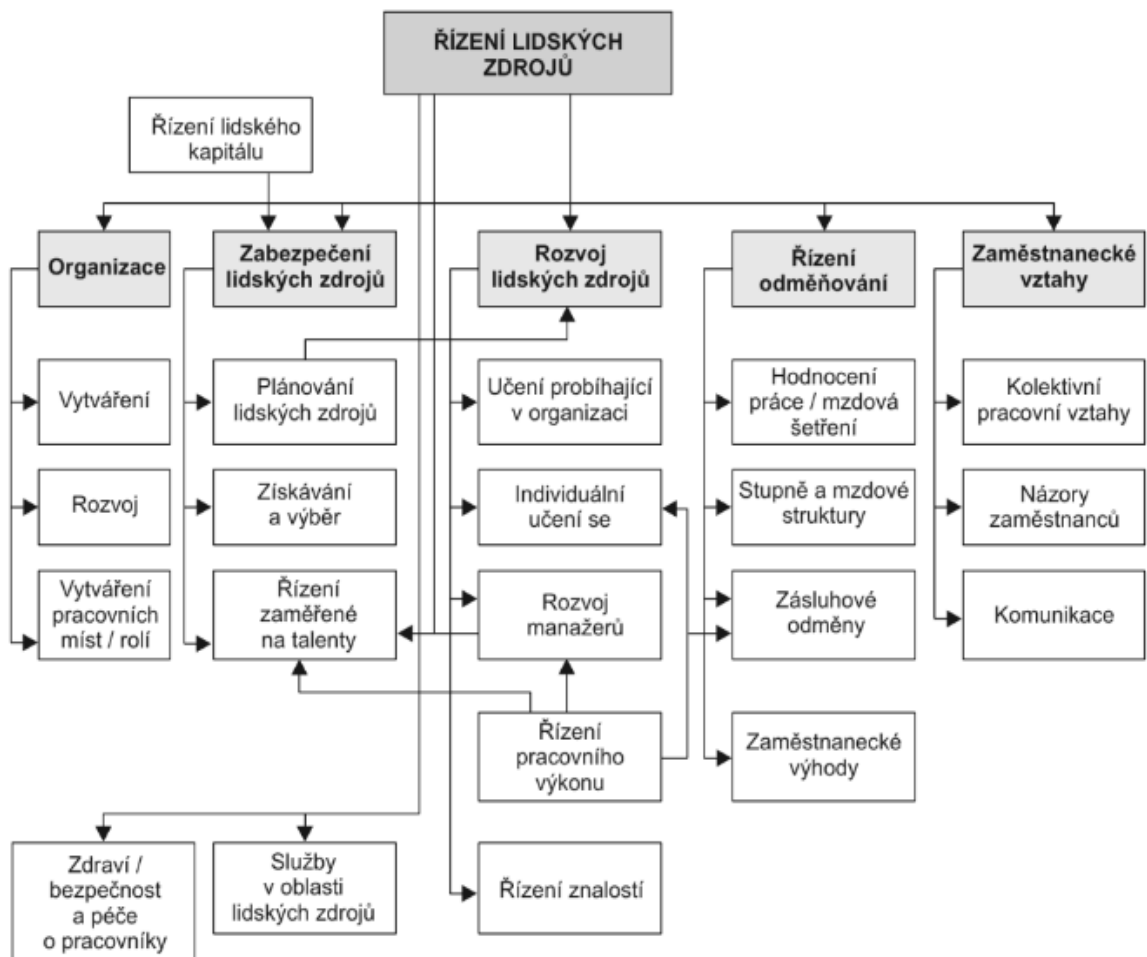 ŘÍZENÍ LIDSKÝCH
ZDROJŮ
Řízení lidského
kapitálu
Organizace
Zabezpečení
lidských zdrojů
Rozvoj
lidských zdrojů
Řízení
odměňování
Zaměstnanecké
vztahy
Vytváření
Plánování
lidských zdrojů
Učení probíhající
v organizaci
Hodnocení
práce / mzdová
šetření
Kolektivní
pracovní vztahy
Rozvoj
Získávání
a výběr
Individuální
učení se
Stupně a mzdové
struktury
Názory
zaměstnanců
Vytváření
pracovních
míst / rolí
Řízení
zaměřené
na talenty
Rozvoj
manažerů
Zásluhové
odměny
Komunikace
Řízení
pracovního
výkonu
Zaměstnanecké
výhody
Zdraví /
bezpečnost
a péče
o pracovníky
Služby
v oblasti
lidských zdrojů
Řízení znalostí